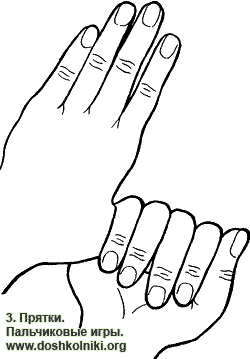 3. Прятки.
Пальчиковые игры.
www.doshkolniki.org